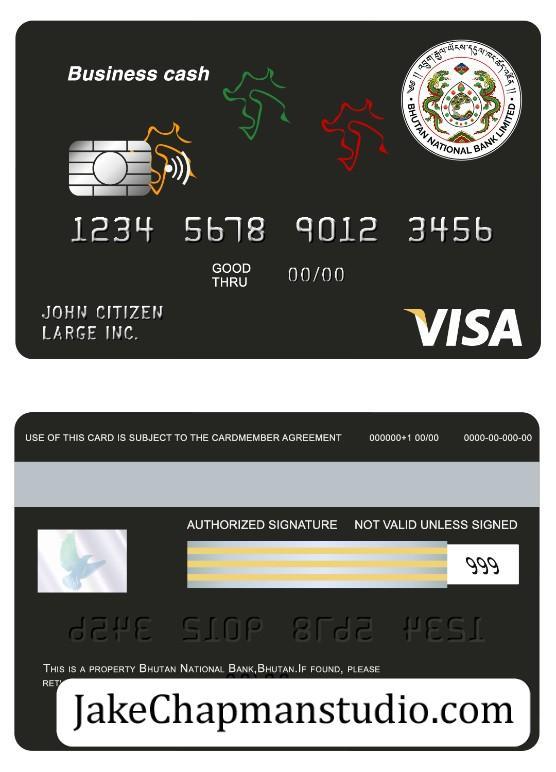 Business cash
BHUTAN NATIONAL BANK LIMITED
1234 5678 9012 3456
GOOD
THRU
00/00
JOHN CITIZEN
LARGE INC.
VISA
USE OF THIS CARD IS SUBJECT TO THE CARDMEMBER AGREEMENT 000000+1 00/00 0000-00-000-00
AUTHORIZED SIGNATURE NOT VALID UNLESS SIGNED
999
THIS IS A PROPERTY BHUTAN NATIONAL BANK,BHUTAN.IF FOUND, PLEASE
JakeChapmanstudio.com